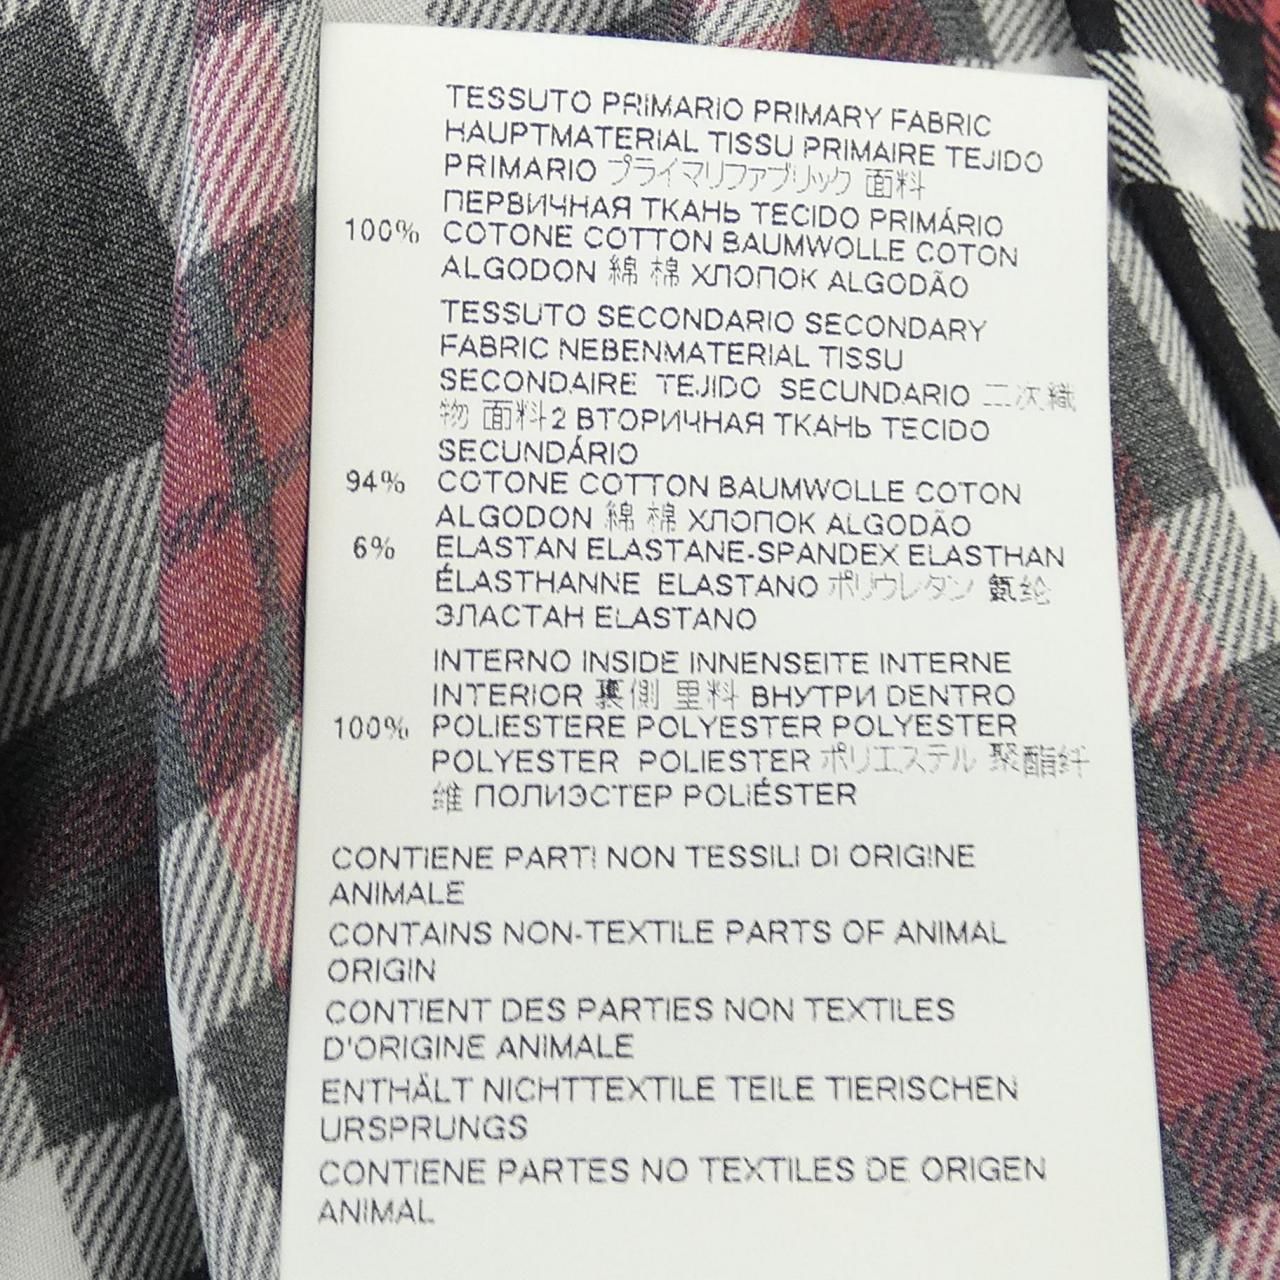 TESSUTO PRIMARIO PRIMARY FABRIC
HAUPTMATERIAL TISSU PRIMAIRE TEJIDO
PRIMARIO プライマリファブリック 面料
ПЕРВИЧНАЯ ТКАНЬ TECIDO PRIMÁRIO
100% COTONE COTTON BAUMWOLLE COTON
ALGODON 綿 棉 ХЛОПОК ALGODÃO
TESSUTO SECONDARIO SECONDARY
FABRIC NEBENMATERIAL TISSU
SECONDAIRE TEJIDO SECUNDARIO 二次織
物 面料2 ВТОРИЧНАЯ ТКАНЬ TECIDO
SECUNDÁRIO
94% COTONE COTTON BAUMWOLLE COTON
ALGODON 綿 棉 ХЛОПОК ALGODÃO
6% ELASTAN ELASTANE-SPANDEX ELASTHAN
ÉLASTHANNE ELASTANO ポリウレタン 氨纶
ЭЛАСТАН ELASTANO
INTERNO INSIDE INNENSEITE INTERNE
INTERIOR 裏側 里料 ВНУТРИ DENTRO
100% POLIESTERE POLYESTER POLYESTER
POLYESTER POLIESTER ポリエステル 聚酯纤
维 ПОЛИЭСТЕР POLIÉSTER
CONTIENE PARTI NON TESSILI DI ORIGINE
ANIMALE
CONTAINS NON-TEXTILE PARTS OF ANIMAL
ORIGIN
CONTIENT DES PARTIES NON TEXTILES
D'ORIGINE ANIMALE
ENTHÄLT NICHTTEXTILE TEILE TIERISCHEN
URSPRUNGS
CONTIENE PARTES NO TEXTILES DE ORIGEN
ANIMAL